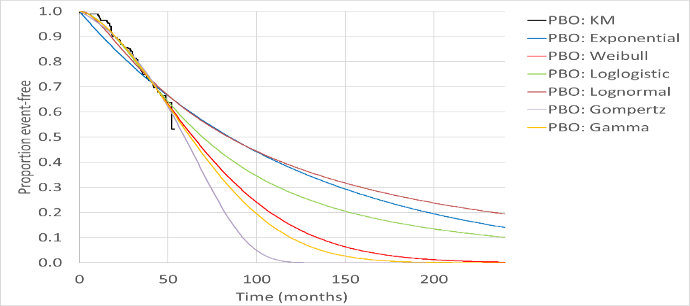 1.0
0.9
0.8
0.7
0.6
0.5
0.4
0.3
0.2
0.1
0.0
Proportion event-free
0
50
100
150
200
Time (months)
PBO: KM
PBO: Exponential
PBO: Weibull
PBO: Loglogistic
PBO: Lognormal
PBO: Gompertz
PBO: Gamma